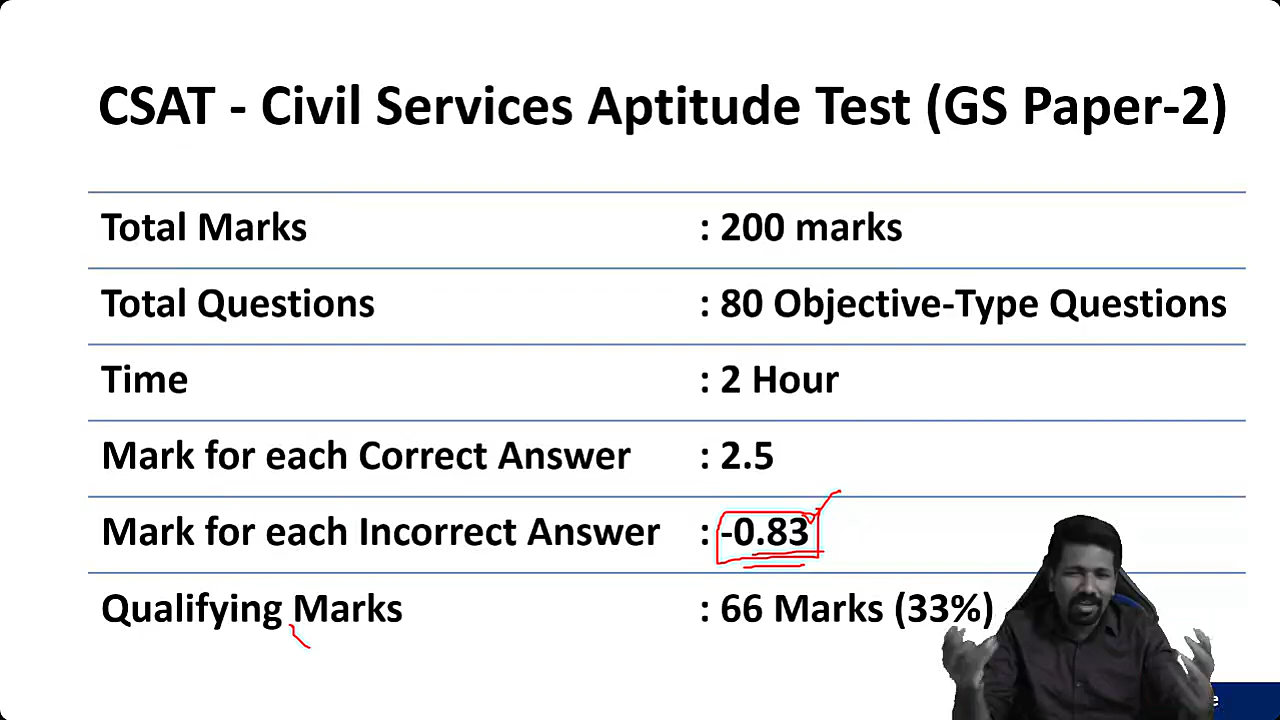 CSAT - Civil Services Aptitude Test (GS Paper-2)
Total Marks : 200 marks
Total Questions : 80 Objective-Type Questions
Time : 2 Hour
Mark for each Correct Answer : 2.5
Mark for each Incorrect Answer : -0.83
Qualifying Marks : 66 Marks (33%)